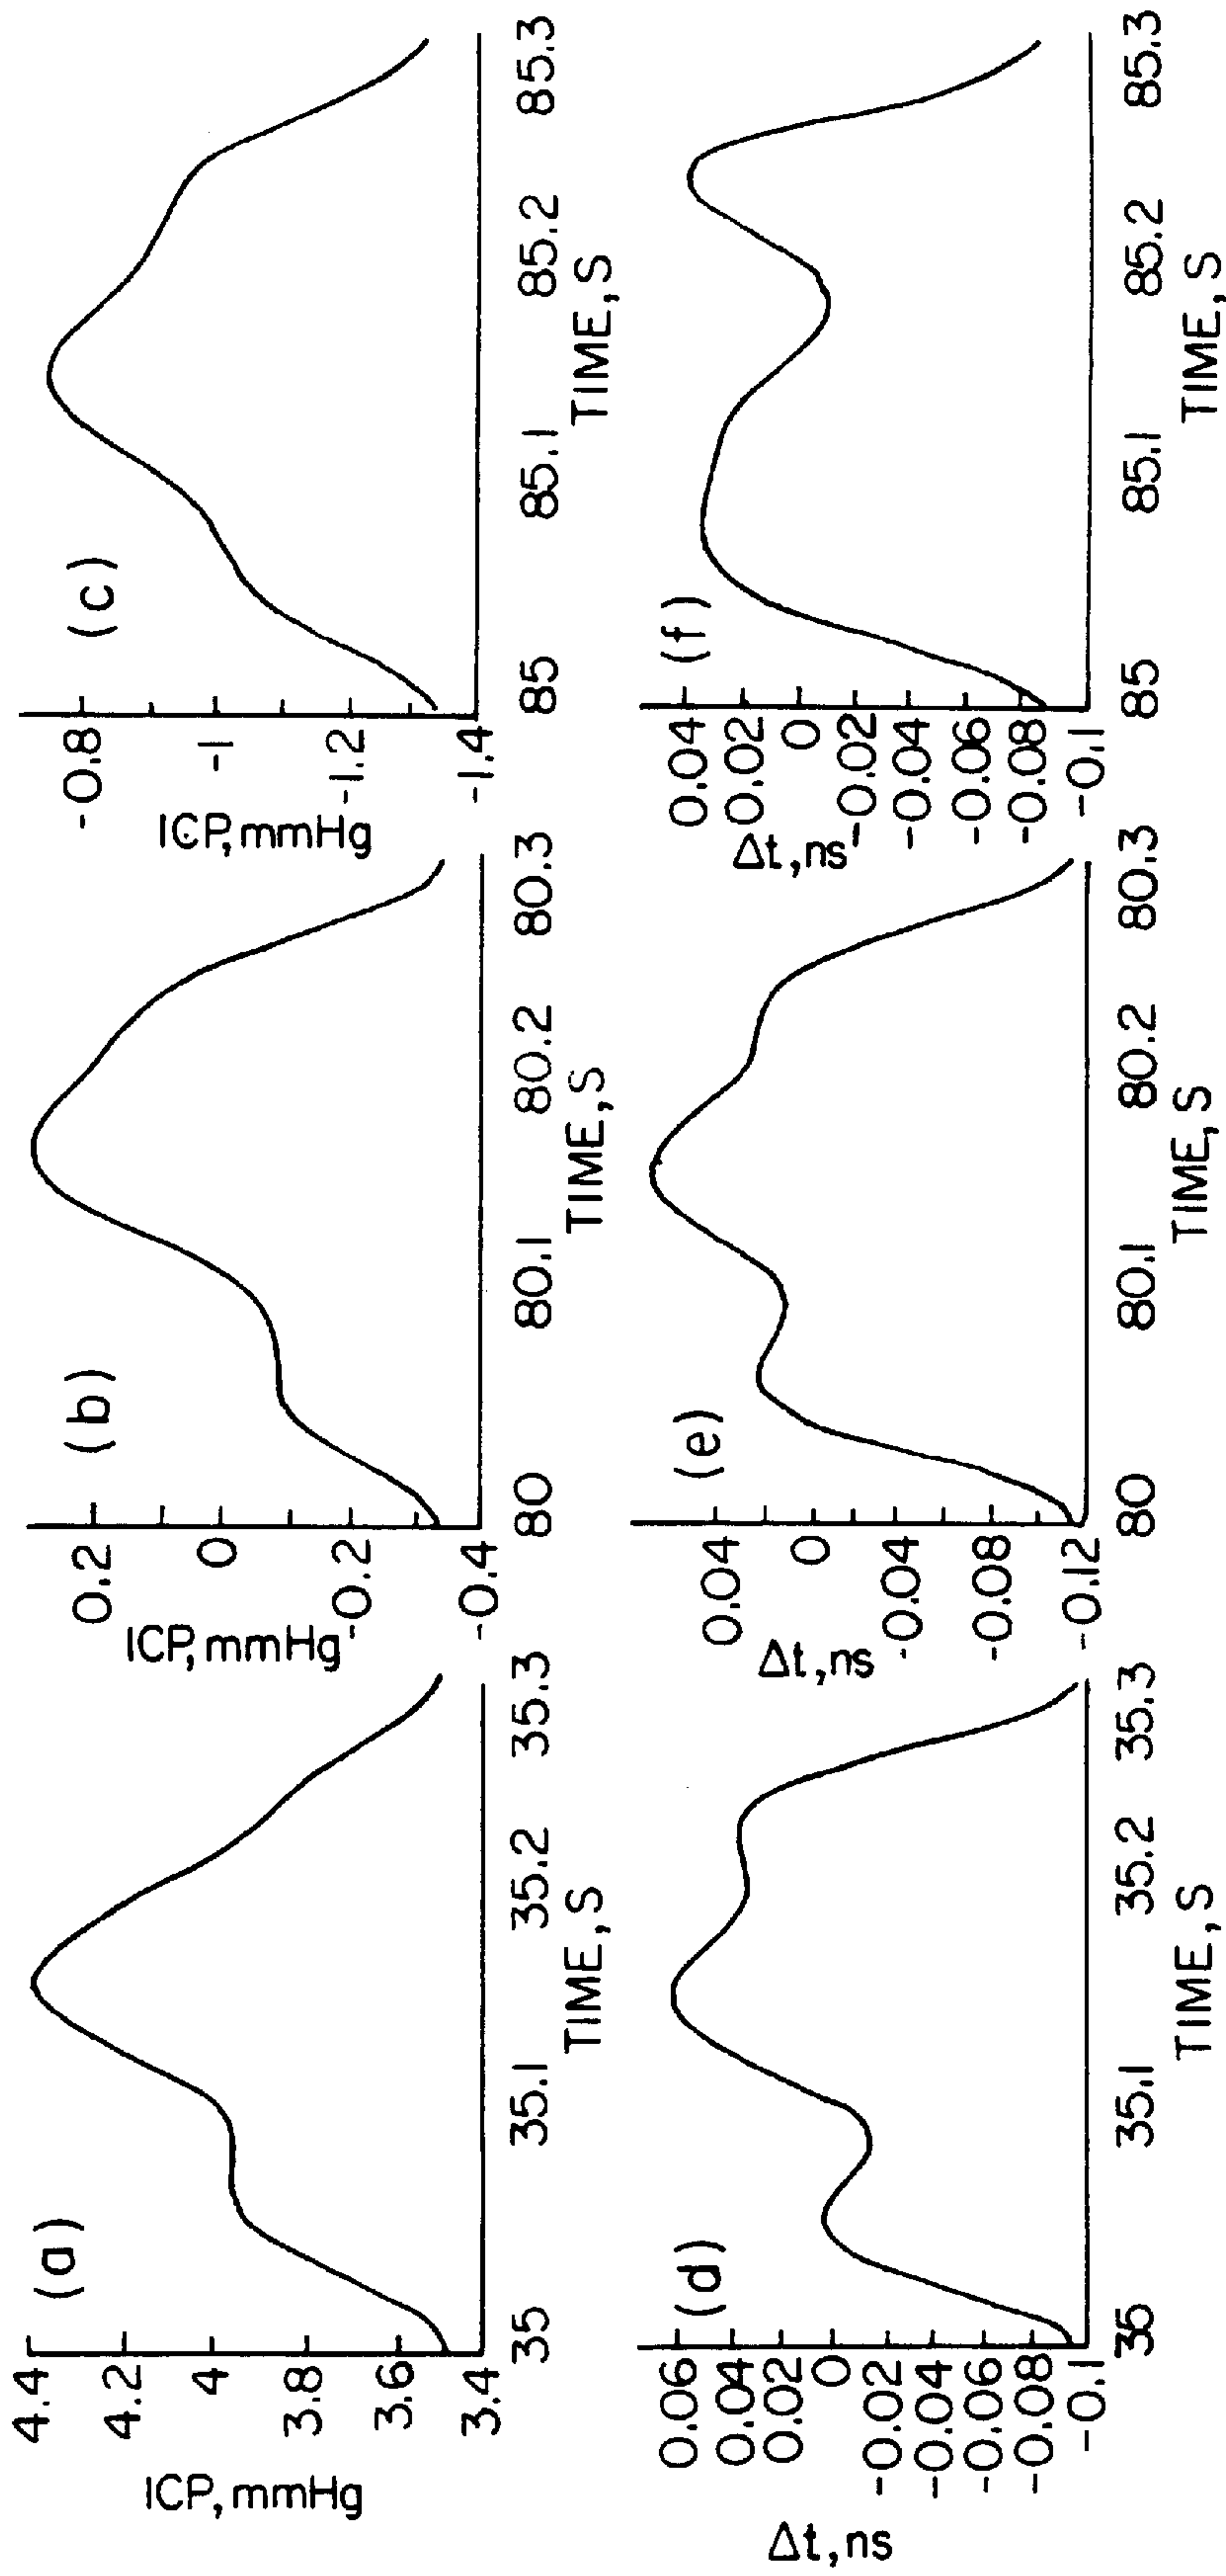 (a)
4.4
4.2
4
3.8
3.6
3.4
ICP, mmHg
35 35.1 35.2 35.3
TIME, S
(b)
0.2
0
-0.2
-0.4
ICP, mmHg
80 80.1 80.2 80.3
TIME, S
(c)
-0.8
-1
-1.2
-1.4
ICP, mmHg
85 85.1 85.2 85.3
TIME, S
(d)
0.06
0.04
0.02
0
-0.02
-0.04
-0.06
-0.08
-0.1
Δt, ns
35 35.1 35.2 35.3
TIME, S
(e)
0.04
0
-0.04
-0.08
-0.12
Δt, ns
80 80.1 80.2 80.3
TIME, S
(f)
0.04
0.02
0
-0.02
-0.04
-0.06
-0.08
-0.1
Δt, ns
85 85.1 85.2 85.3
TIME, S